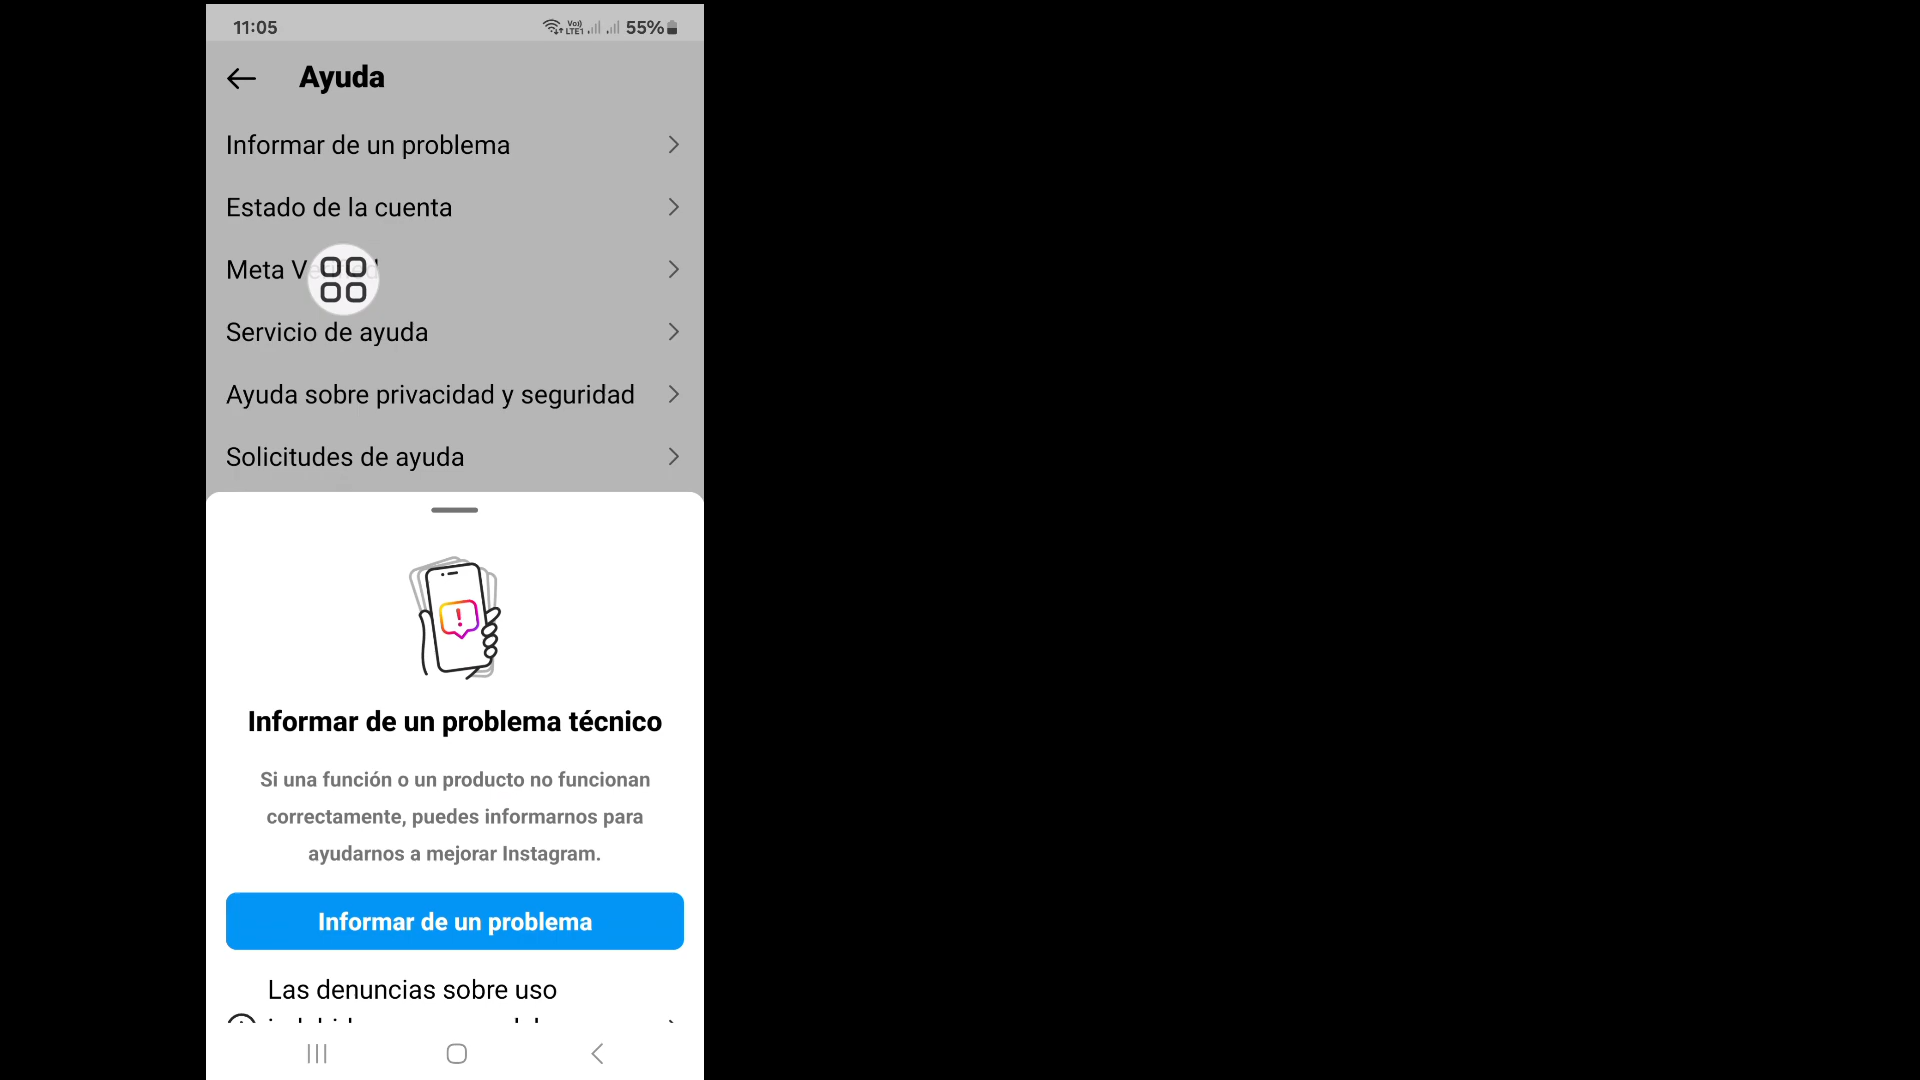 11:05
Vo)
LTE1
55%
Ayuda
Informar de un problema
Estado de la cuenta
Meta
Servicio de ayuda
Ayuda sobre privacidad y seguridad
Solicitudes de ayuda
Informar de un problema técnico
Si una función o un producto no funcionan
correctamente, puedes informarnos para
ayudarnos a mejorar Instagram.
Informar de un problema
Las denuncias sobre uso